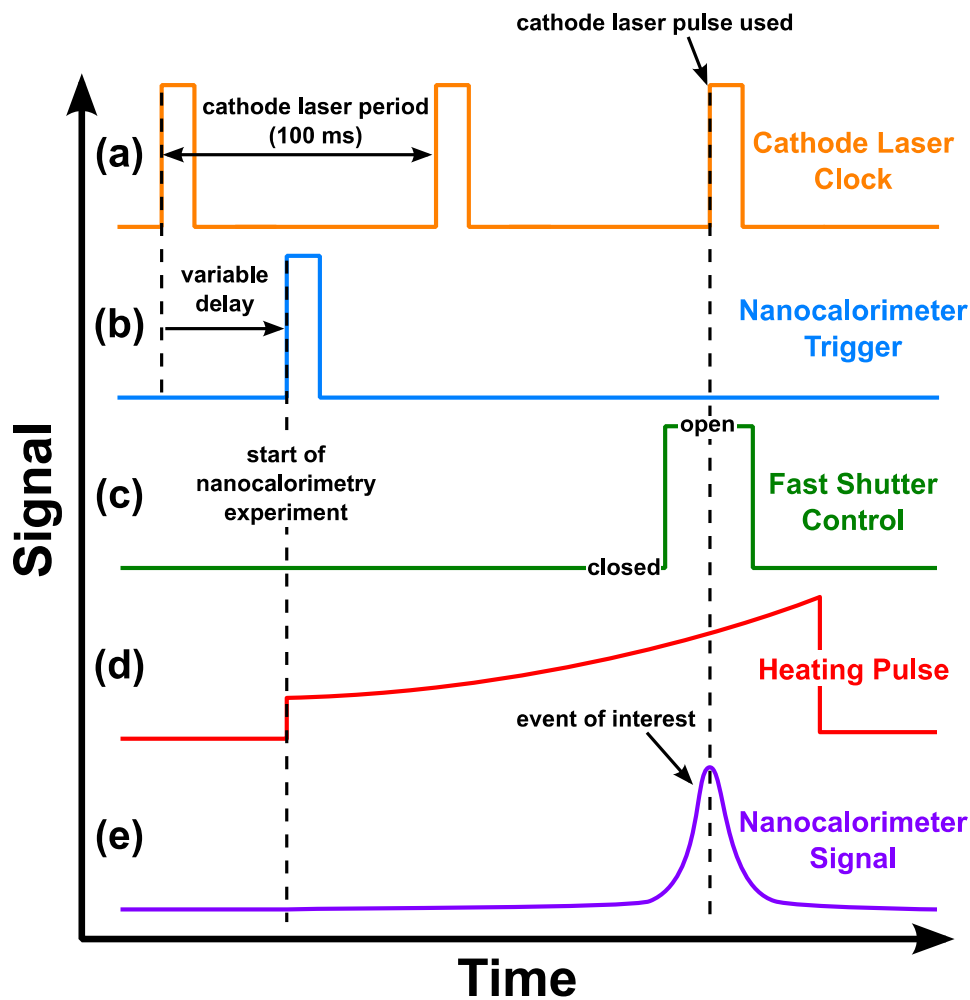 cathode laser pulse used
(a)
cathode laser period
(100 ms)
Cathode Laser
Clock
(b)
variable
delay
Nanocalorimeter
Trigger
(c)
start of
nanocalorimetry
experiment
open
closed
Fast Shutter
Control
(d)
Heating Pulse
event of interest
(e)
Nanocalorimeter
Signal
Signal
Time